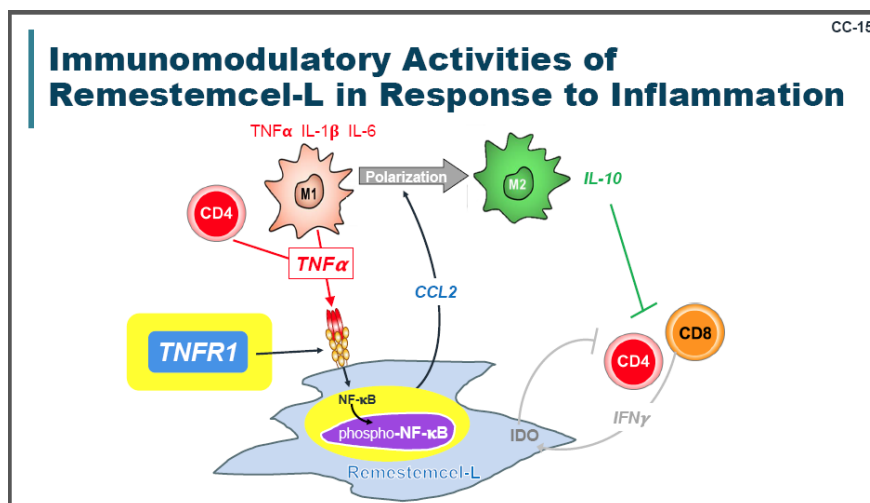 CC-15
Immunomodulatory Activities of
Remestemcel-L in Response to Inflammation
TNFα IL-1β IL-6
M1
Polarization
M2
IL-10
CD4
TNFα
CCL2
TNFR1
CD8
CD4
NF-κB
phospho-NF-κB
IDO
IFNγ
Remestemcel-L